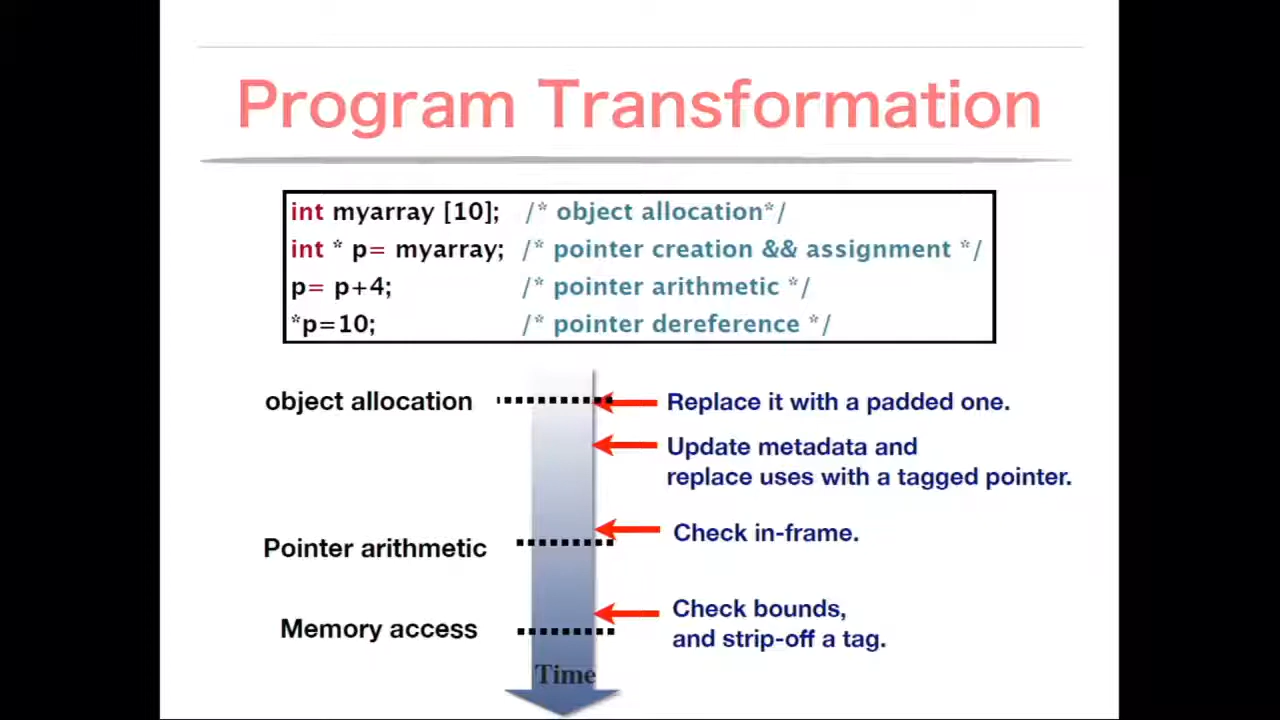 Program Transformation
int myarray [10]; /* object allocation*/
int * p= myarray; /* pointer creation && assignment */
p= p+4; /* pointer arithmetic */
*p=10; /* pointer dereference */
object allocation
Replace it with a padded one.
Update metadata and
replace uses with a tagged pointer.
Check in-frame.
Pointer arithmetic
Check bounds,
and strip-off a tag.
Memory access
Time